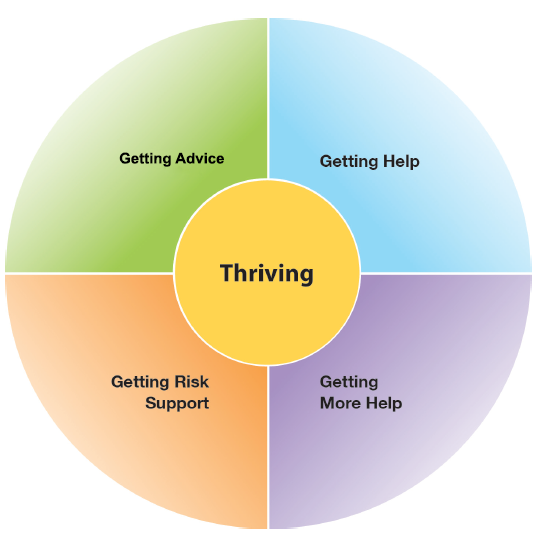 Getting Advice
Getting Help
Thriving
Getting Risk
Support
Getting
More Help